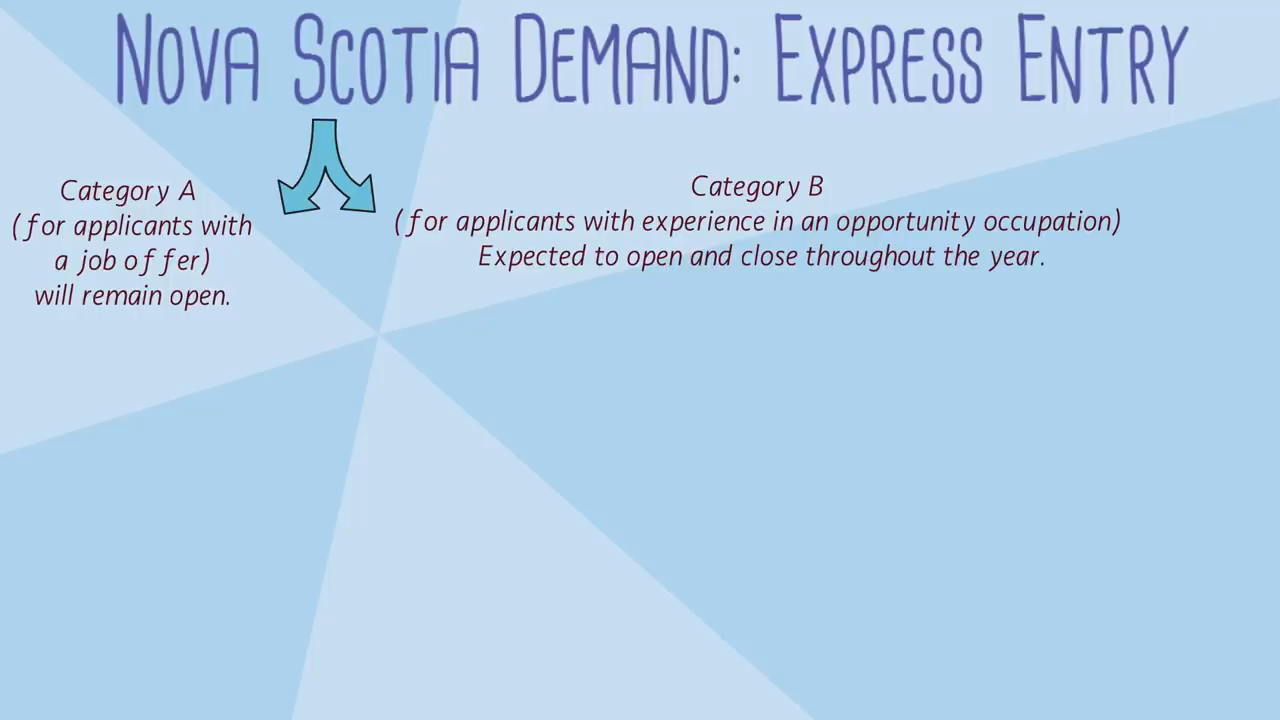 NOVA SCOTIA DEMAND: EXPRESS ENTRY
Category A
(for applicants with
a job offer)
will remain open.
Category B
(for applicants with experience in an opportunity occupation)
Expected to open and close throughout the year.